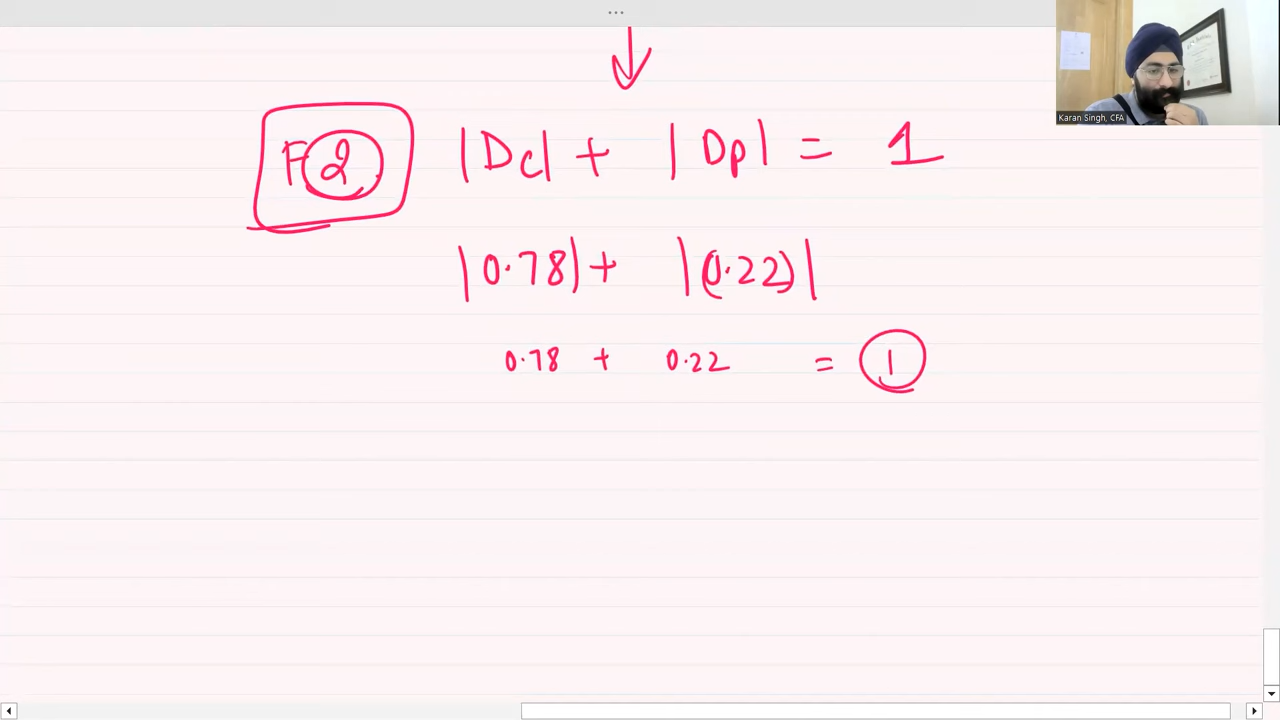 Karan Singh, CFA
F2 |Dc| + |Dp| = 1
|0.78| + |(0.22)|
0.78 + 0.22 = 1